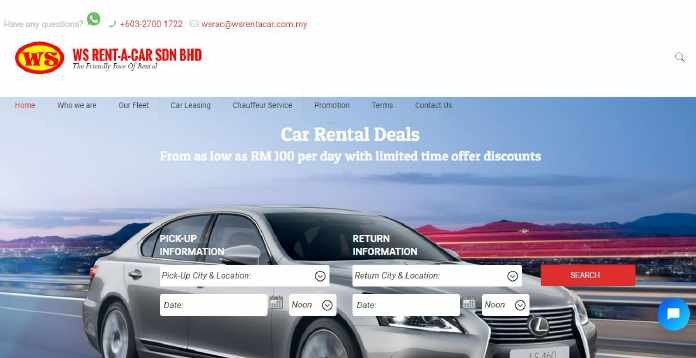 Have any questions?
+603-2700 1722
wsrac@wsrentacar.com.my
WS
WS RENT-A-CAR SDN BHD
The Friendly Face Of Rental
Home
Who we are
Our Fleet
Car Leasing
Chauffeur Service
Promotion
Terms
Contact Us
Car Rental Deals
From as low as RM 100 per day with limited time offer discounts
PICK-UP
INFORMATION
Pick-Up City & Location:
Date:
Noon
RETURN
INFORMATION
Return City & Location:
Date:
Noon
SEARCH
LS 460